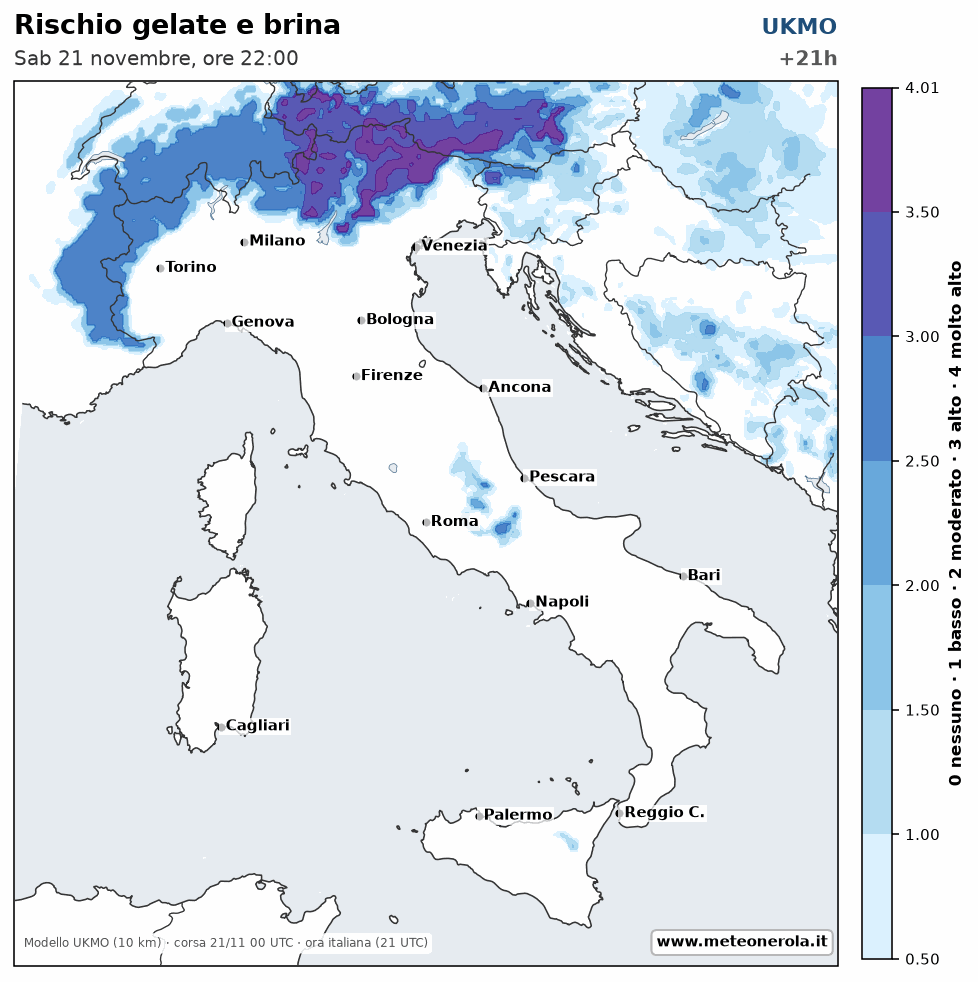 Rischio gelate e brina
UKMO
Sab 21 novembre, ore 22:00
+21h
4.01
3.50
3.00
2.50
2.00
1.50
1.00
0.50
0 nessuno · 1 basso · 2 moderato · 3 alto · 4 molto alto
Milano
Venezia
Torino
Genova
Bologna
Firenze
Ancona
Pescara
Roma
Bari
Napoli
Cagliari
Palermo
Reggio C.
Modello UKMO (10 km) · corsa 21/11 00 UTC · ora italiana (21 UTC)
www.meteonerola.it